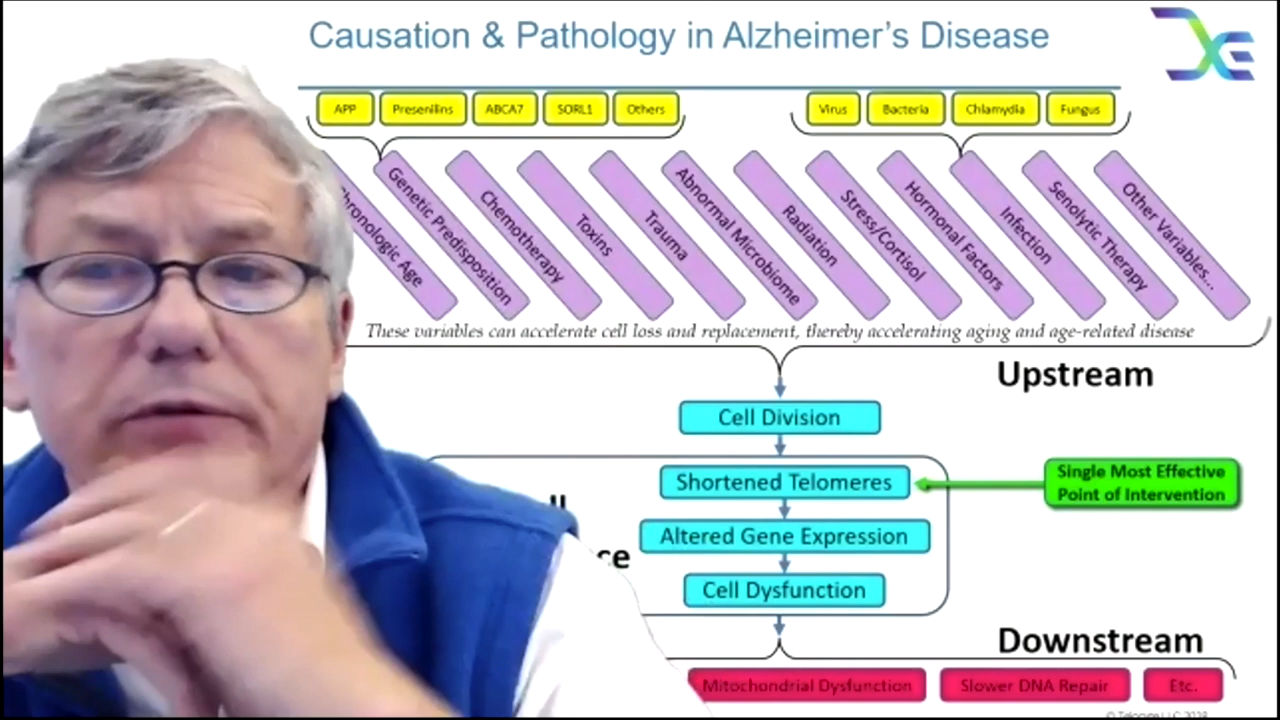 Causation & Pathology in Alzheimer's Disease
APP
Presenilins
ABCA7
SORL1
Others
Virus
Bacteria
Chlamydia
Fungus
hronologic Age
Genetic Predisposition
Chemotherapy
Toxins
Trauma
Abnormal Microbiome
Radiation
Stress/Cortisol
Hormonal Factors
Infection
Senolytic Therapy
Other Variables...
These variables can accelerate cell loss and replacement, thereby accelerating aging and age-related disease
Upstream
Cell Division
Shortened Telomeres
Single Most Effective
Point of Intervention
Altered Gene Expression
ce
Cell Dysfunction
Downstream
Mitochondrial Dysfunction
Slower DNA Repair
Etc.